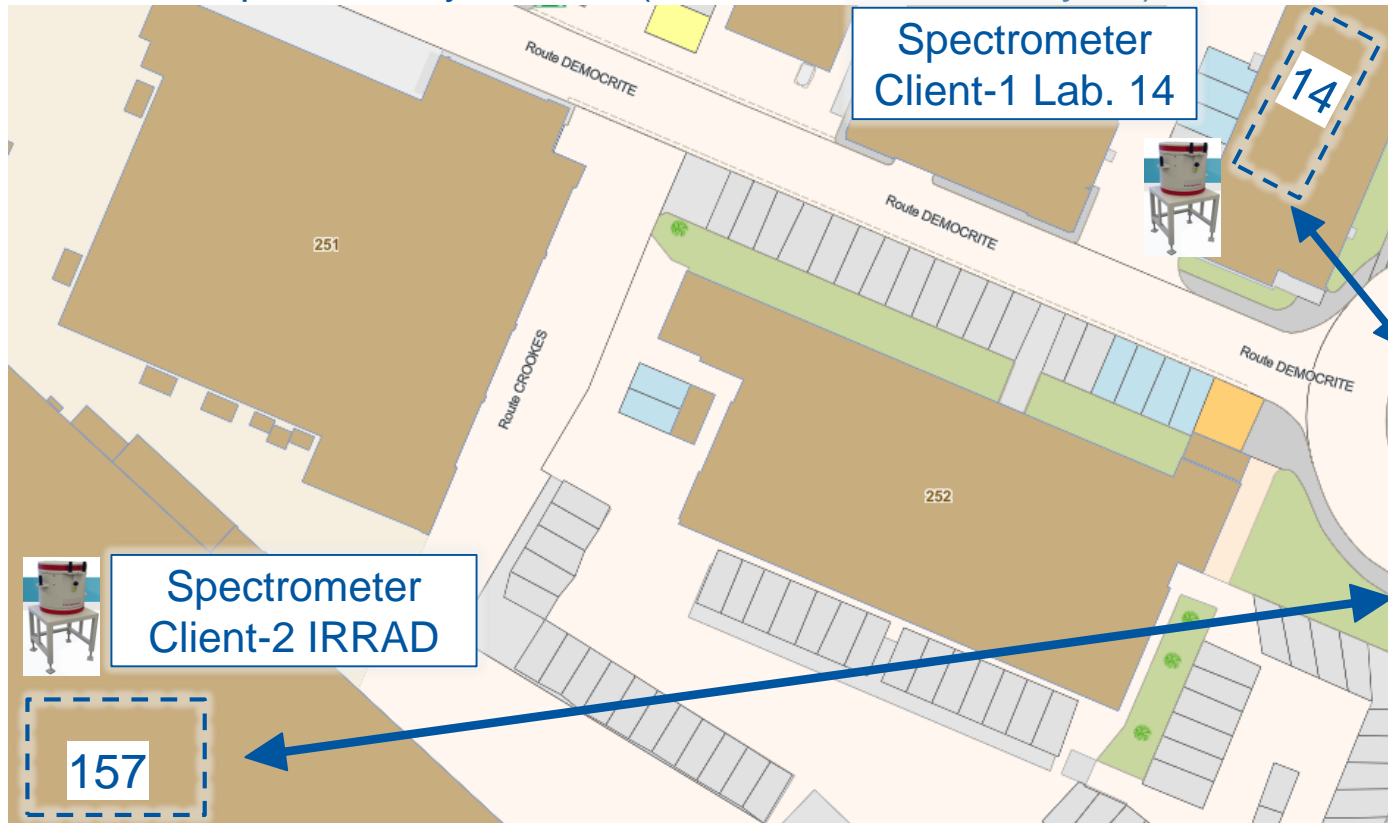 Route DEMOCRITE
Spectrometer
Client-1 Lab. 14
14
251
Route DEMOCRITE
Route CROOKES
Route DEMOCRITE
252
Spectrometer
Client-2 IRRAD
157